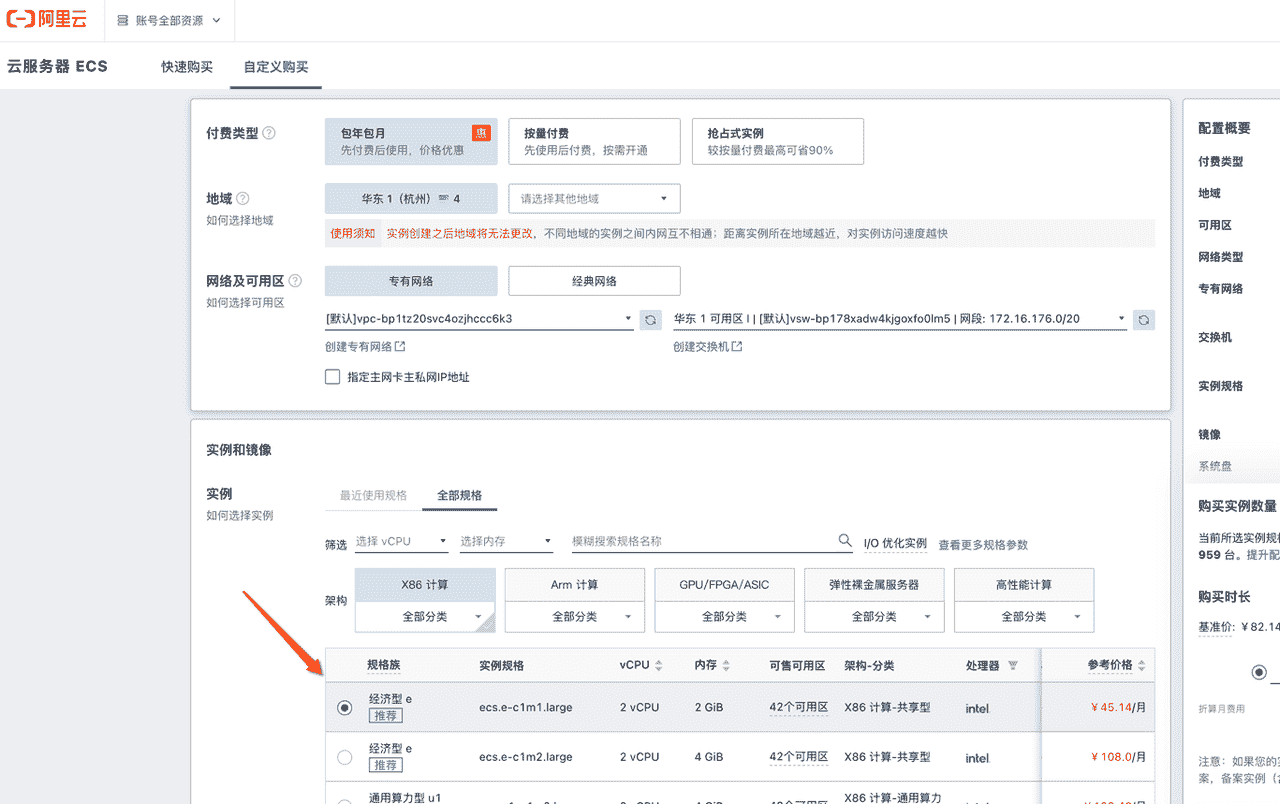 阿里云 账号全部资源
云服务器 ECS 快速购买 自定义购买
付费类型
包年包月 惠
先付费后使用，价格优惠
按量付费
先使用后付费，按需开通
抢占式实例
较按量付费最高可省90%
地域
如何选择地域
华东 1（杭州） 4
请选择其他地域
使用须知 实例创建之后地域将无法更改，不同地域的实例之间内网互不相通；距离实例所在地域越近，对实例访问速度越快
网络及可用区
如何选择可用区
专有网络 经典网络
[默认]vpc-bp1tz20svc4ozjhccc6k3
华东 1 可用区 I | [默认]vsw-bp178xadw4kjgoxfo0lm5 | 网段: 172.16.176.0/20
创建专有网络 创建交换机
指定主网卡主私网IP地址
实例和镜像
实例
如何选择实例
最近使用规格 全部规格
筛选 选择 vCPU 选择内存 模糊搜索规格名称 I/O 优化实例 查看更多规格参数
架构
X86 计算 Arm 计算 GPU/FPGA/ASIC 弹性裸金属服务器 高性能计算
全部分类 全部分类 全部分类 全部分类 全部分类
规格族 实例规格 vCPU 内存 可售可用区 架构-分类 处理器 参考价格
经济型 e
推荐
ecs.e-c1m1.large 2 vCPU 2 GiB 42个可用区 X86 计算-共享型 intel ¥45.14/月
经济型 e
推荐
ecs.e-c1m2.large 2 vCPU 4 GiB 42个可用区 X86 计算-共享型 intel ¥108.0/月
通用算力型 u1 X86 计算-通用算力
配置概要
付费类型
地域
可用区
网络类型
专有网络
交换机
实例规格
镜像
系统盘
购买实例数量
当前所选实例规
959 台。提升配
购买时长
基准价: ¥82.14
折算月费用
注意：如果您的
案，备案实例（